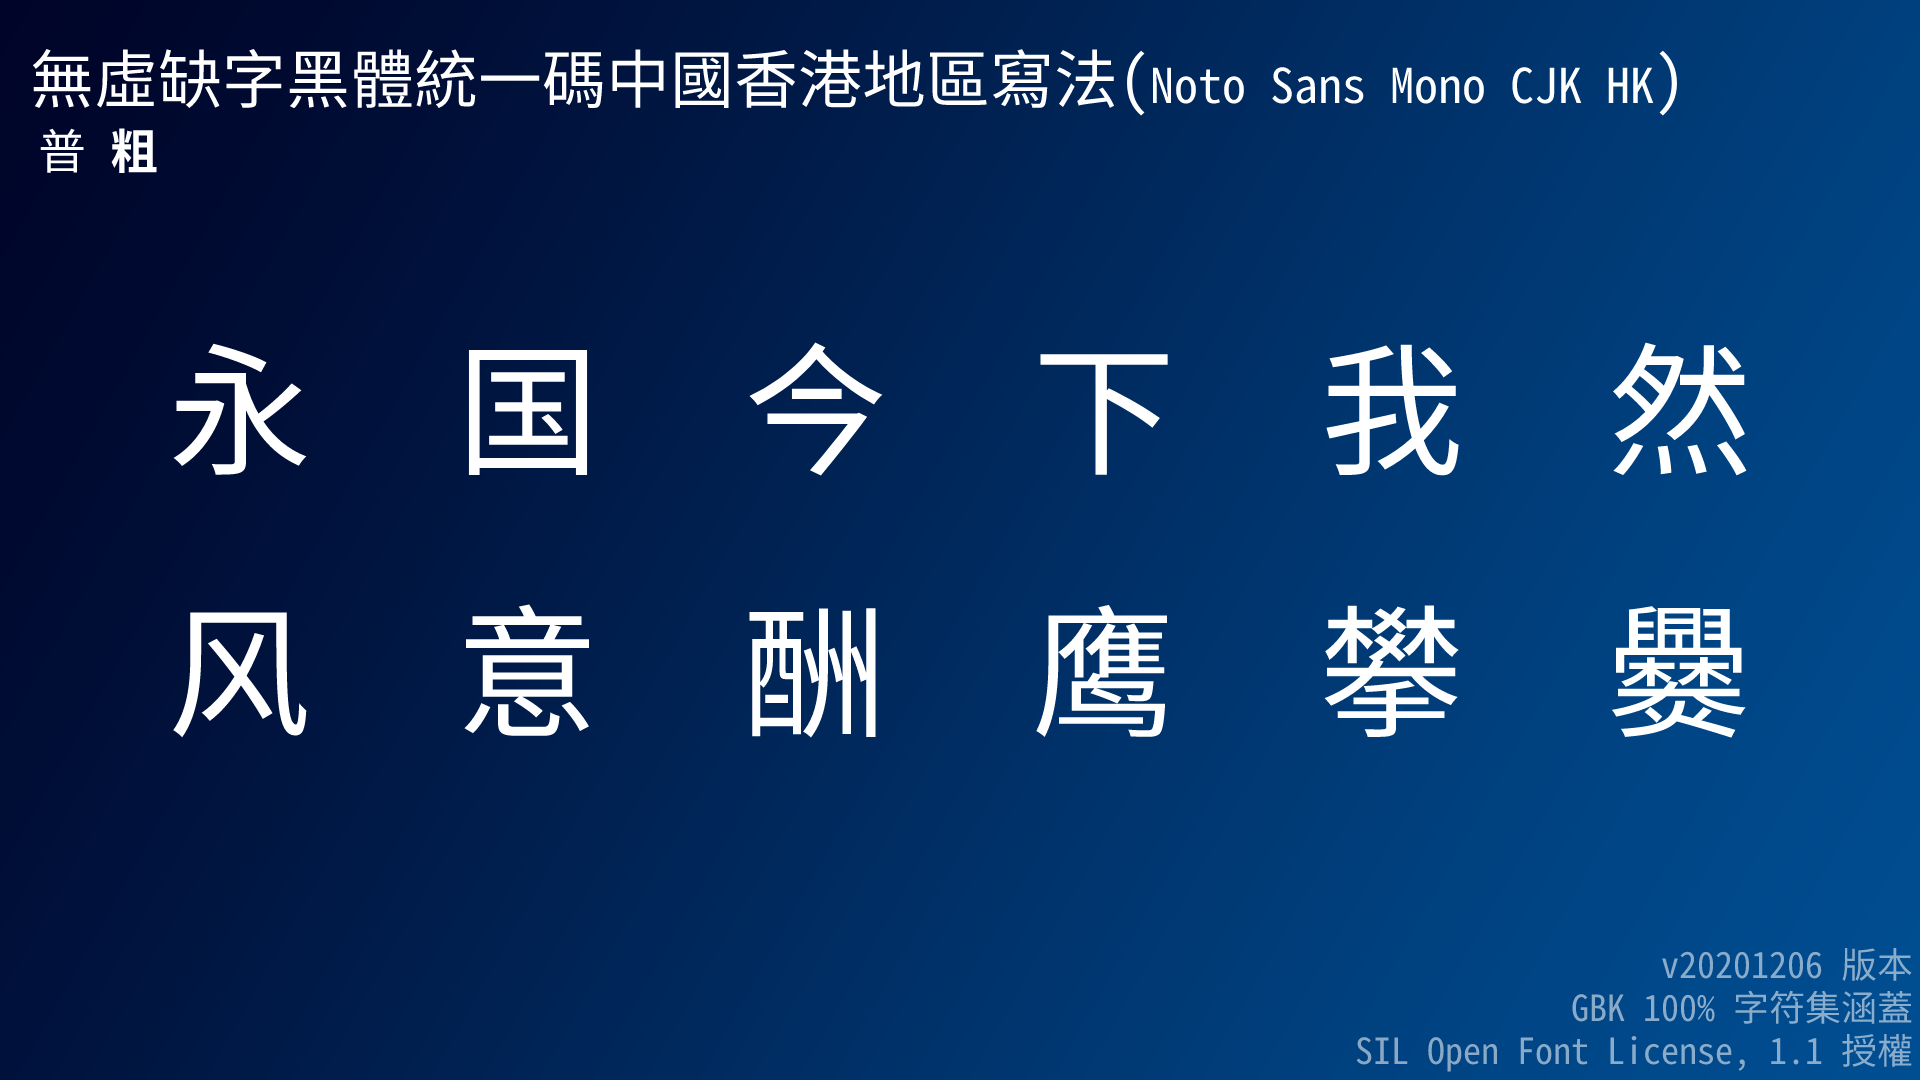 無虛缺字黑體統一碼中國香港地區寫法(Noto Sans Mono CJK HK)
普 粗
永 国 今 下 我 然
风 意 酬 鹰 攀 爨
v20201206 版本
GBK 100% 字符集涵蓋
SIL Open Font License, 1.1 授權